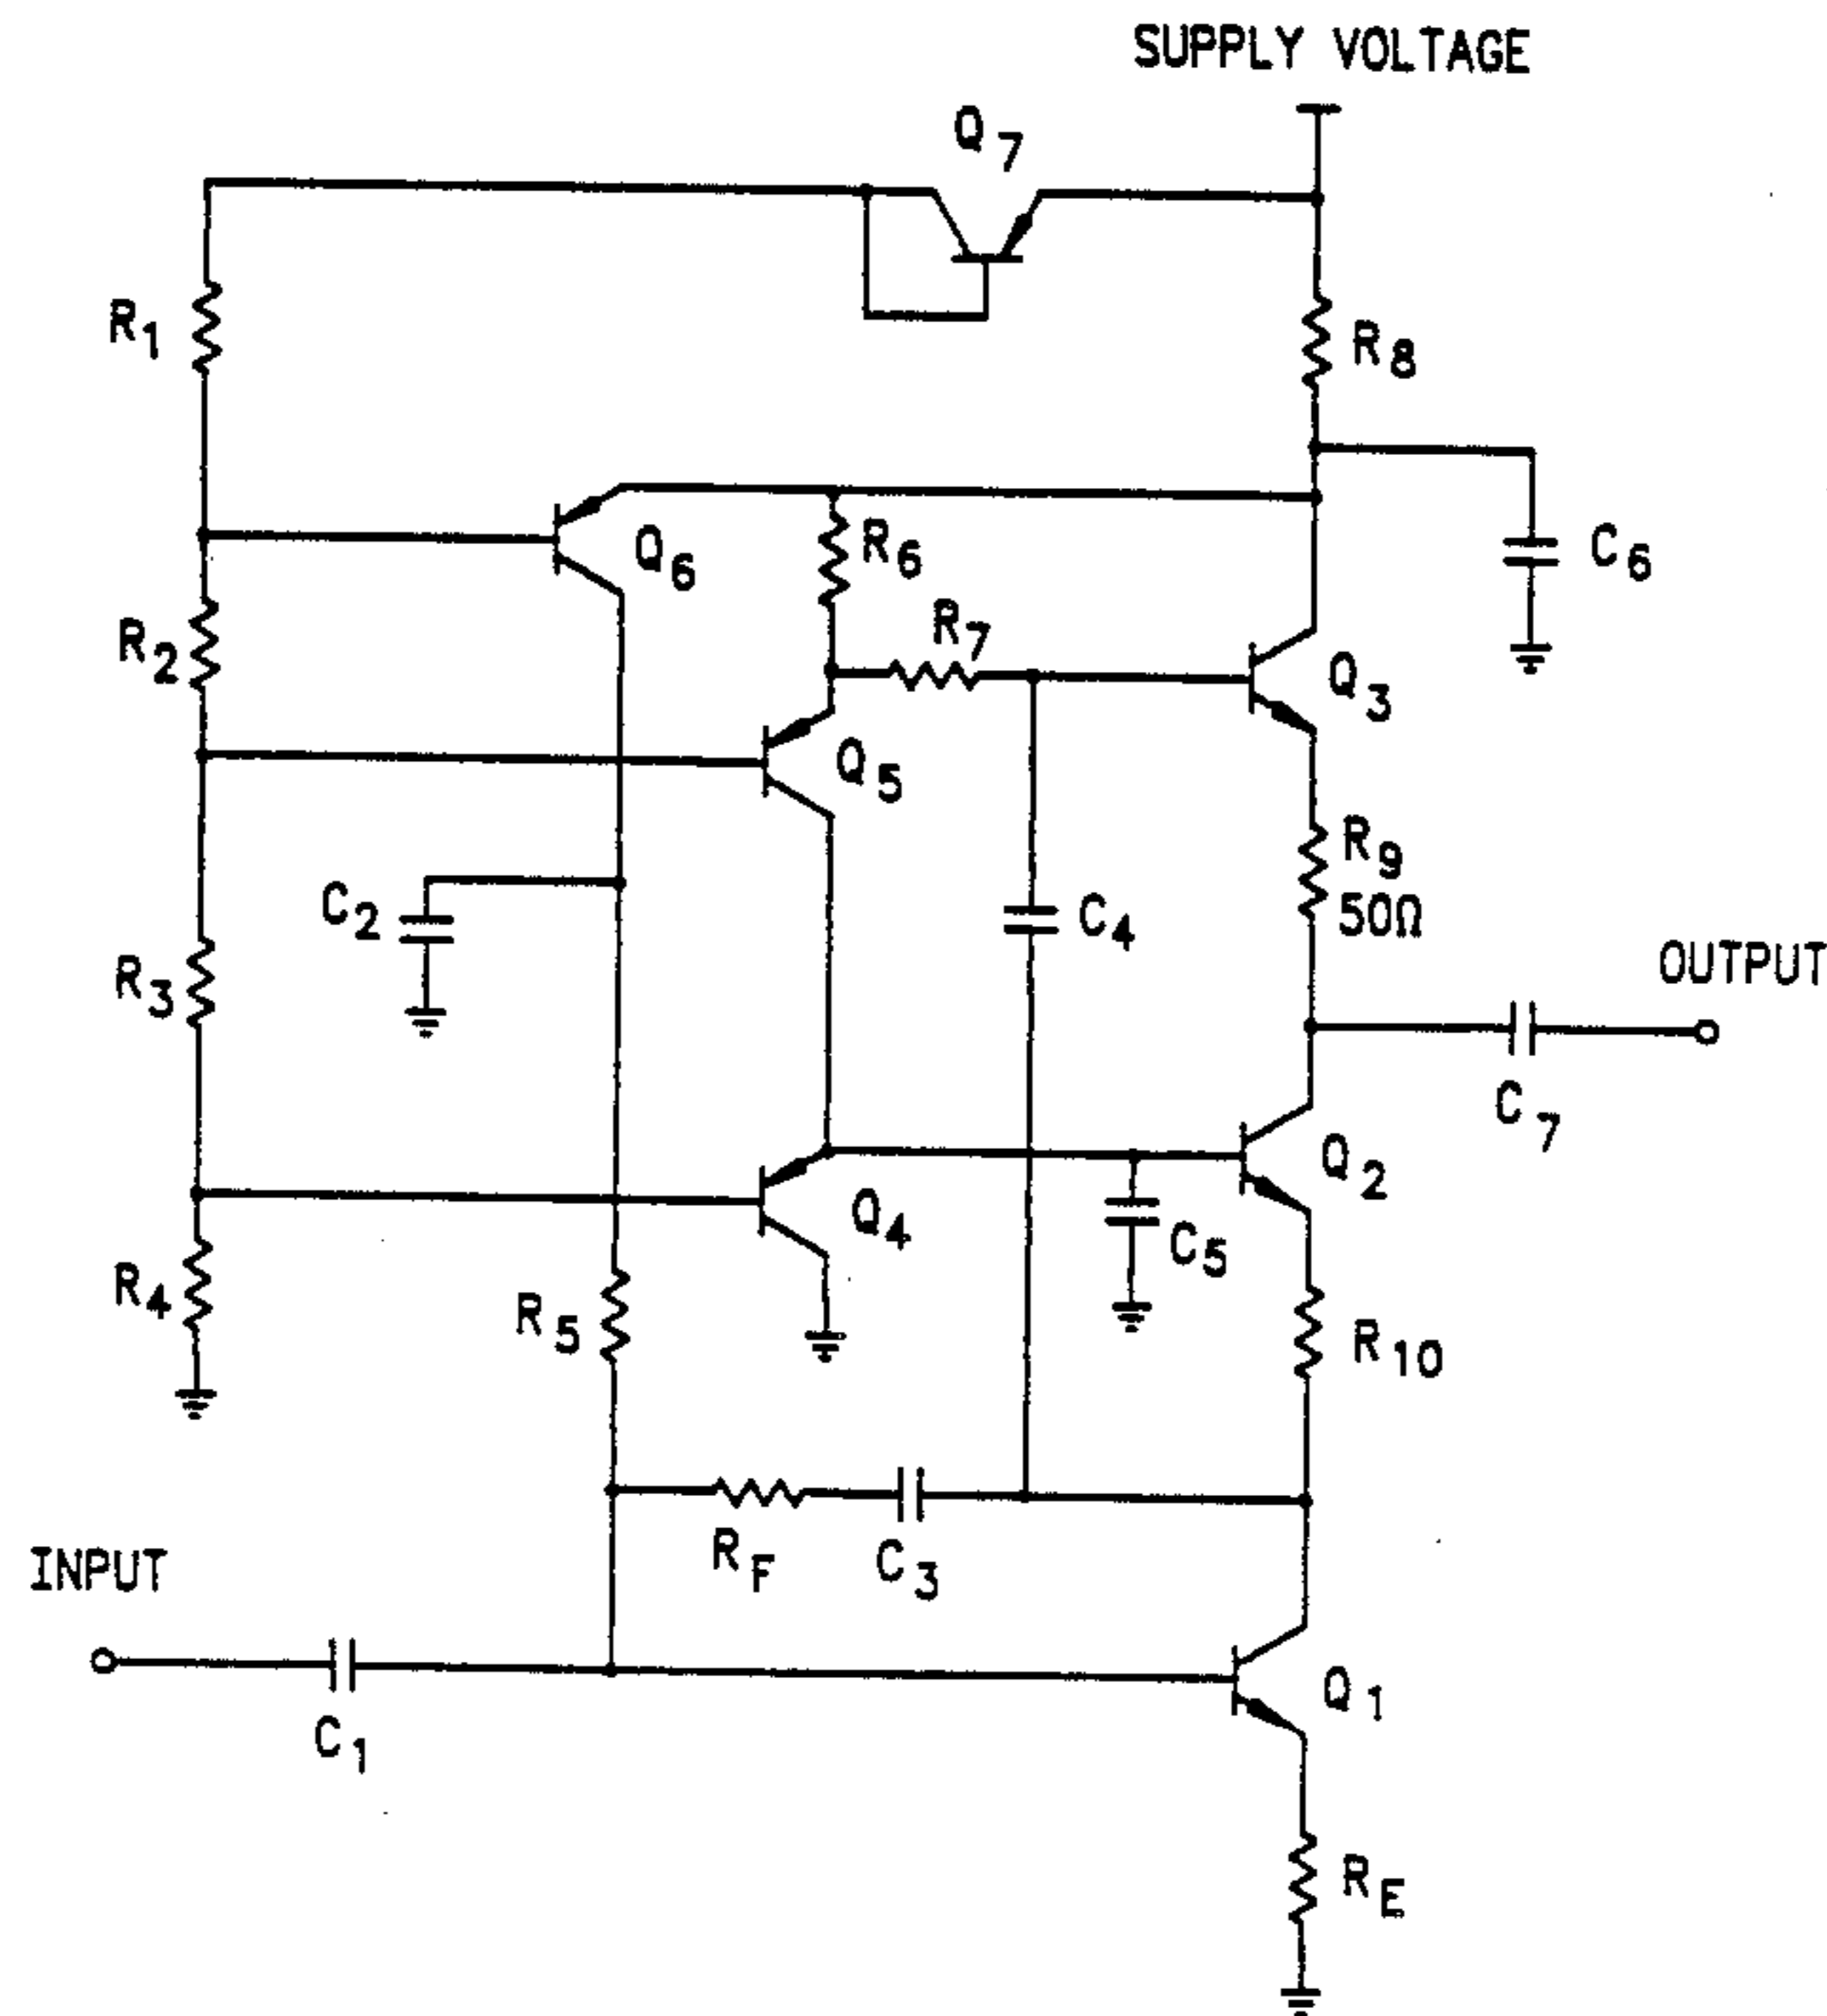 SUPPLY VOLTAGE
Q7
R1
R8
Q6
R6
C6
R2
R7
Q3
Q5
R9
50Ω
C2
C4
OUTPUT
R3
C7
Q2
Q4
C5
R4
R5
R10
RF
C3
INPUT
Q1
C1
RE